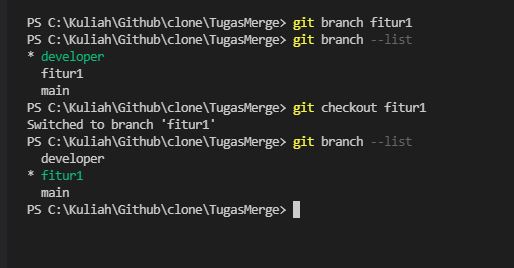 PS C:\Kuliah\Github\clone\TugasMerge> git branch fitur1
PS C:\Kuliah\Github\clone\TugasMerge> git branch --list
* developer
  fitur1
  main
PS C:\Kuliah\Github\clone\TugasMerge> git checkout fitur1
Switched to branch 'fitur1'
PS C:\Kuliah\Github\clone\TugasMerge> git branch --list
  developer
* fitur1
  main
PS C:\Kuliah\Github\clone\TugasMerge>